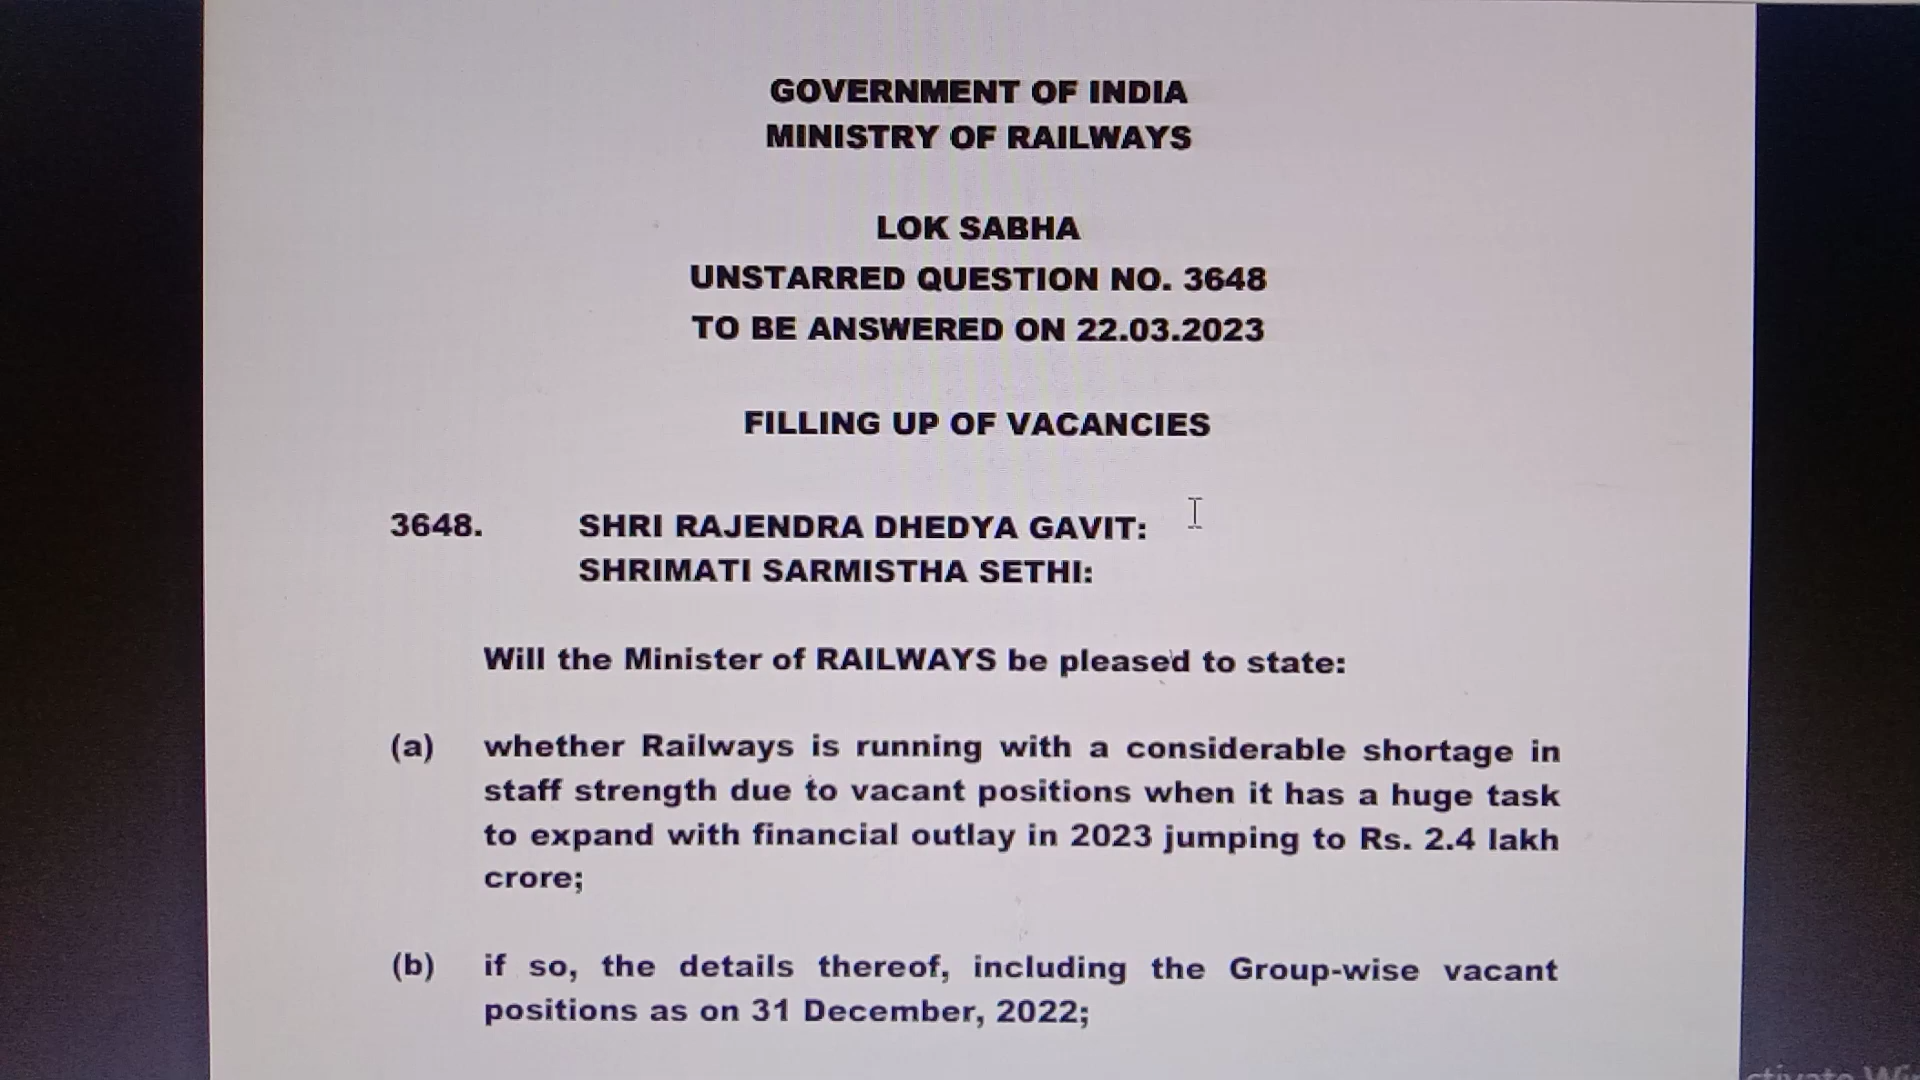 GOVERNMENT OF INDIA
MINISTRY OF RAILWAYS
LOK SABHA
UNSTARRED QUESTION NO. 3648
TO BE ANSWERED ON 22.03.2023
FILLING UP OF VACANCIES
3648. SHRI RAJENDRA DHEDYA GAVIT:
SHRIMATI SARMISTHA SETHI:
Will the Minister of RAILWAYS be pleased to state:
(a) whether Railways is running with a considerable shortage in
staff strength due to vacant positions when it has a huge task
to expand with financial outlay in 2023 jumping to Rs. 2.4 lakh
crore;
(b) if so, the details thereof, including the Group-wise vacant
positions as on 31 December, 2022;